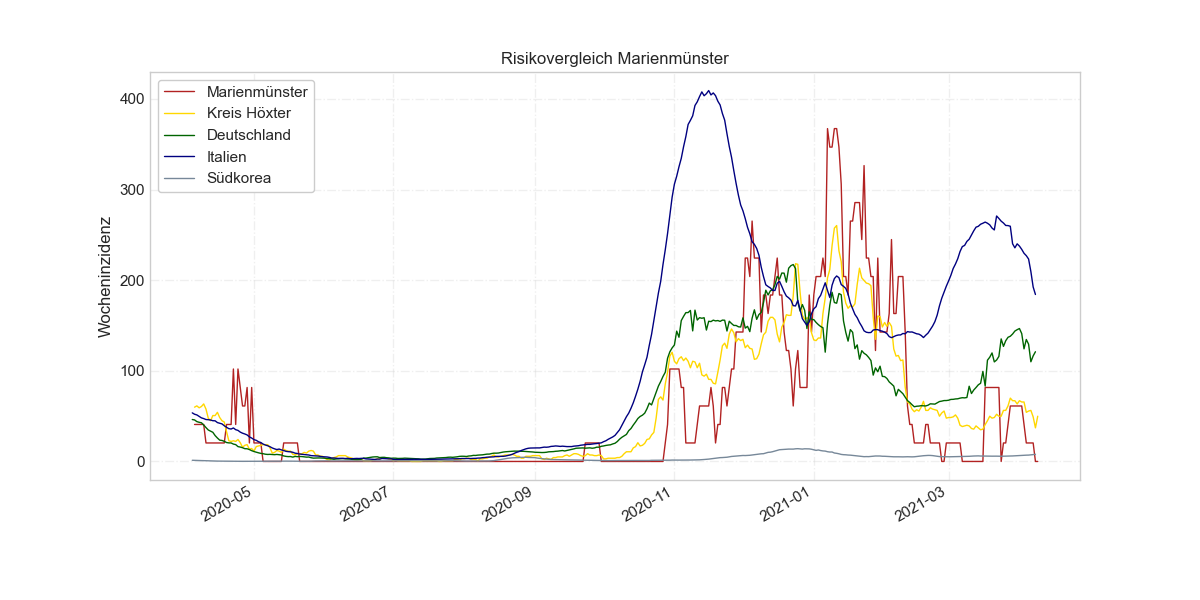 Risikovergleich Marienmünster
Marienmünster
Kreis Höxter
Deutschland
Italien
Südkorea
Wocheninzidenz
400
300
200
100
0
2020-05
2020-07
2020-09
2020-11
2021-01
2021-03